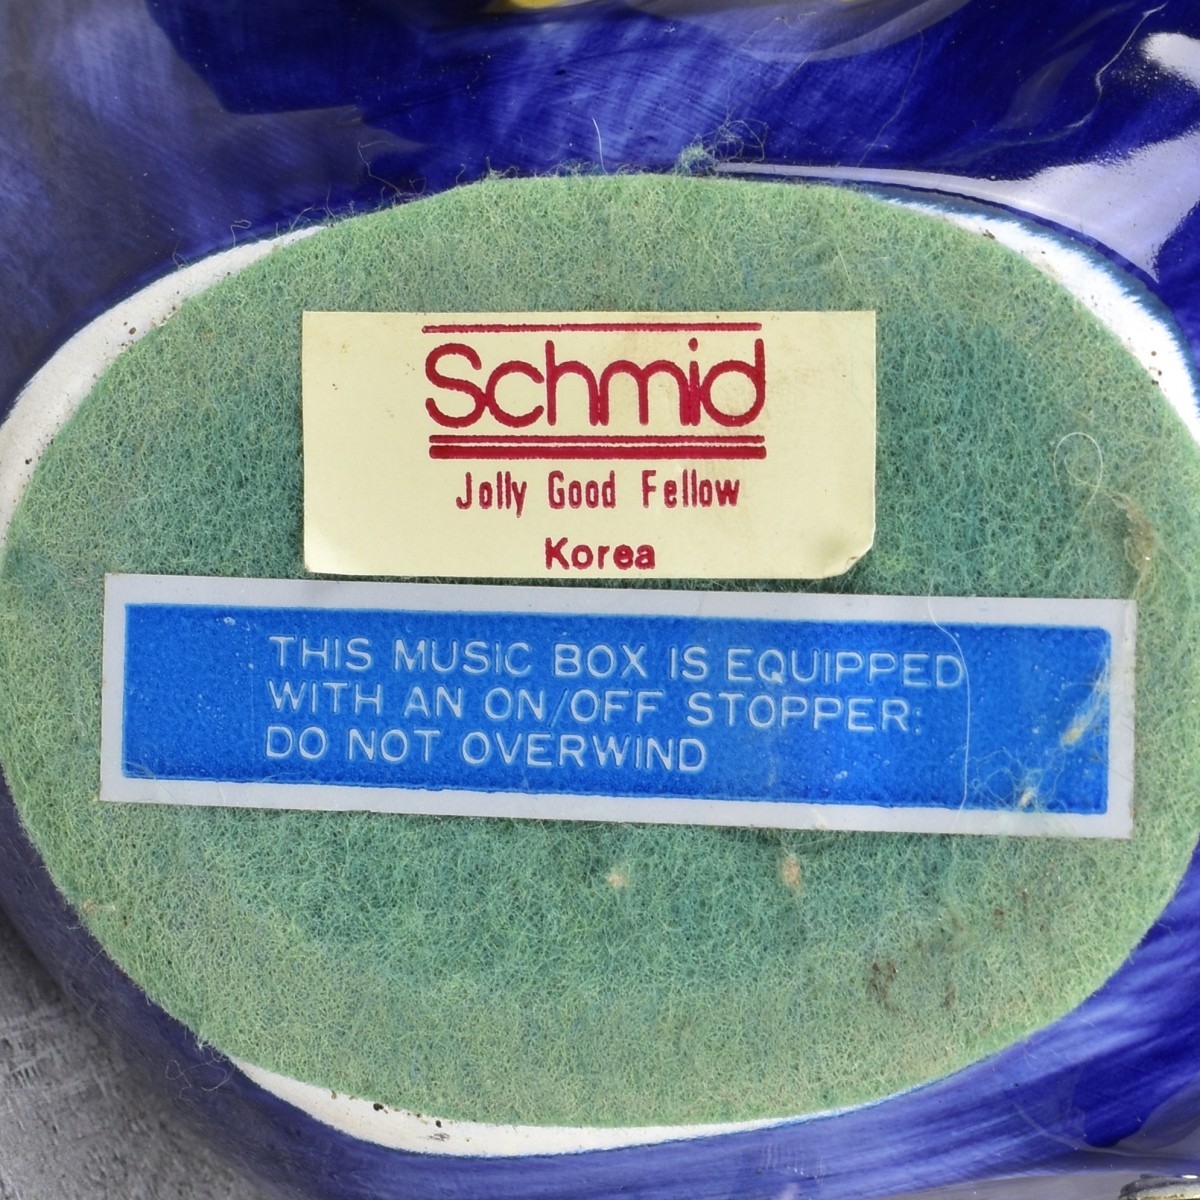 Schmid
Jolly Good Fellow
Korea
THIS MUSIC BOX IS EQUIPPED
WITH AN ON/OFF STOPPER:
DO NOT OVERWIND